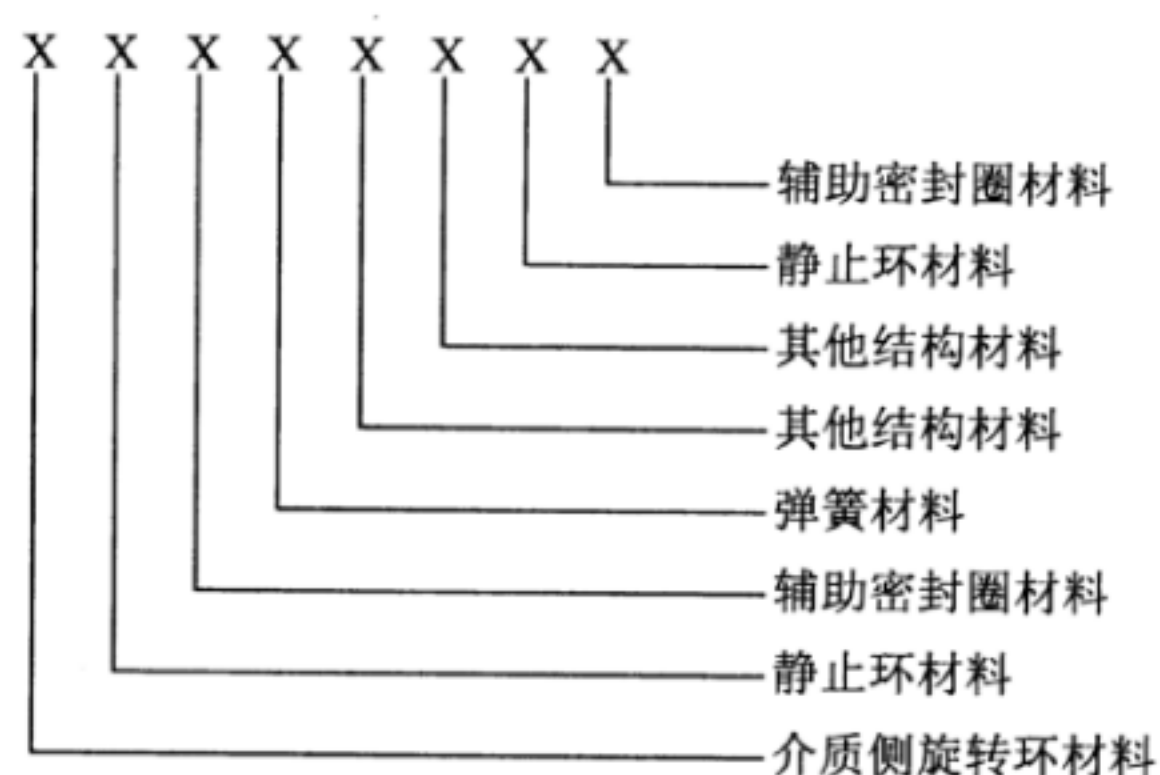 X X X X X X X X
辅助密封圈材料
静止环材料
其他结构材料
其他结构材料
弹簧材料
辅助密封圈材料
静止环材料
介质侧旋转环材料